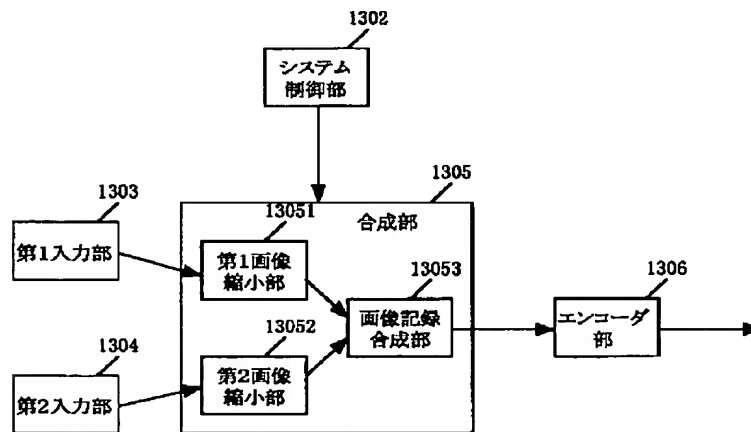 1302
システム
制御部
1303
第1入力部
1305
合成部
13051
第1画像
縮小部
13053
画像記録
合成部
1306
エンコーダ
部
1304
第2入力部
13052
第2画像
縮小部